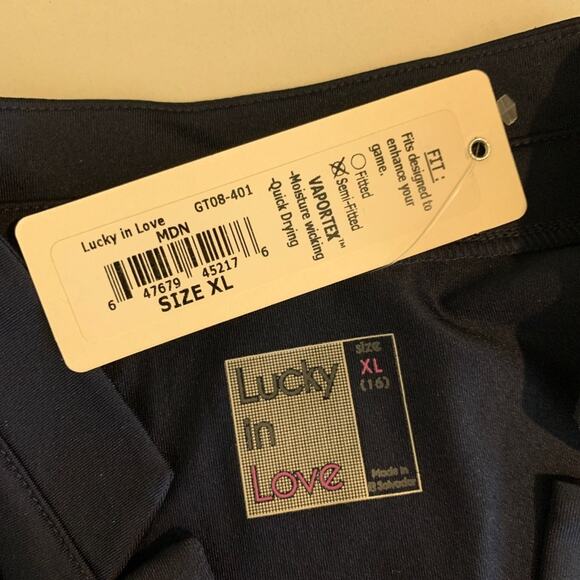 FIT:
Fits designed to
enhance your
game.
Fitted
Semi-Fitted
VAPORTEX™
-Moisture wicking
-Quick Drying
Lucky in Love GT08-401
MDN
6 47679 45217 6
SIZE XL
Lucky
in
Love
size
XL
(16)
Made in
El Salvador